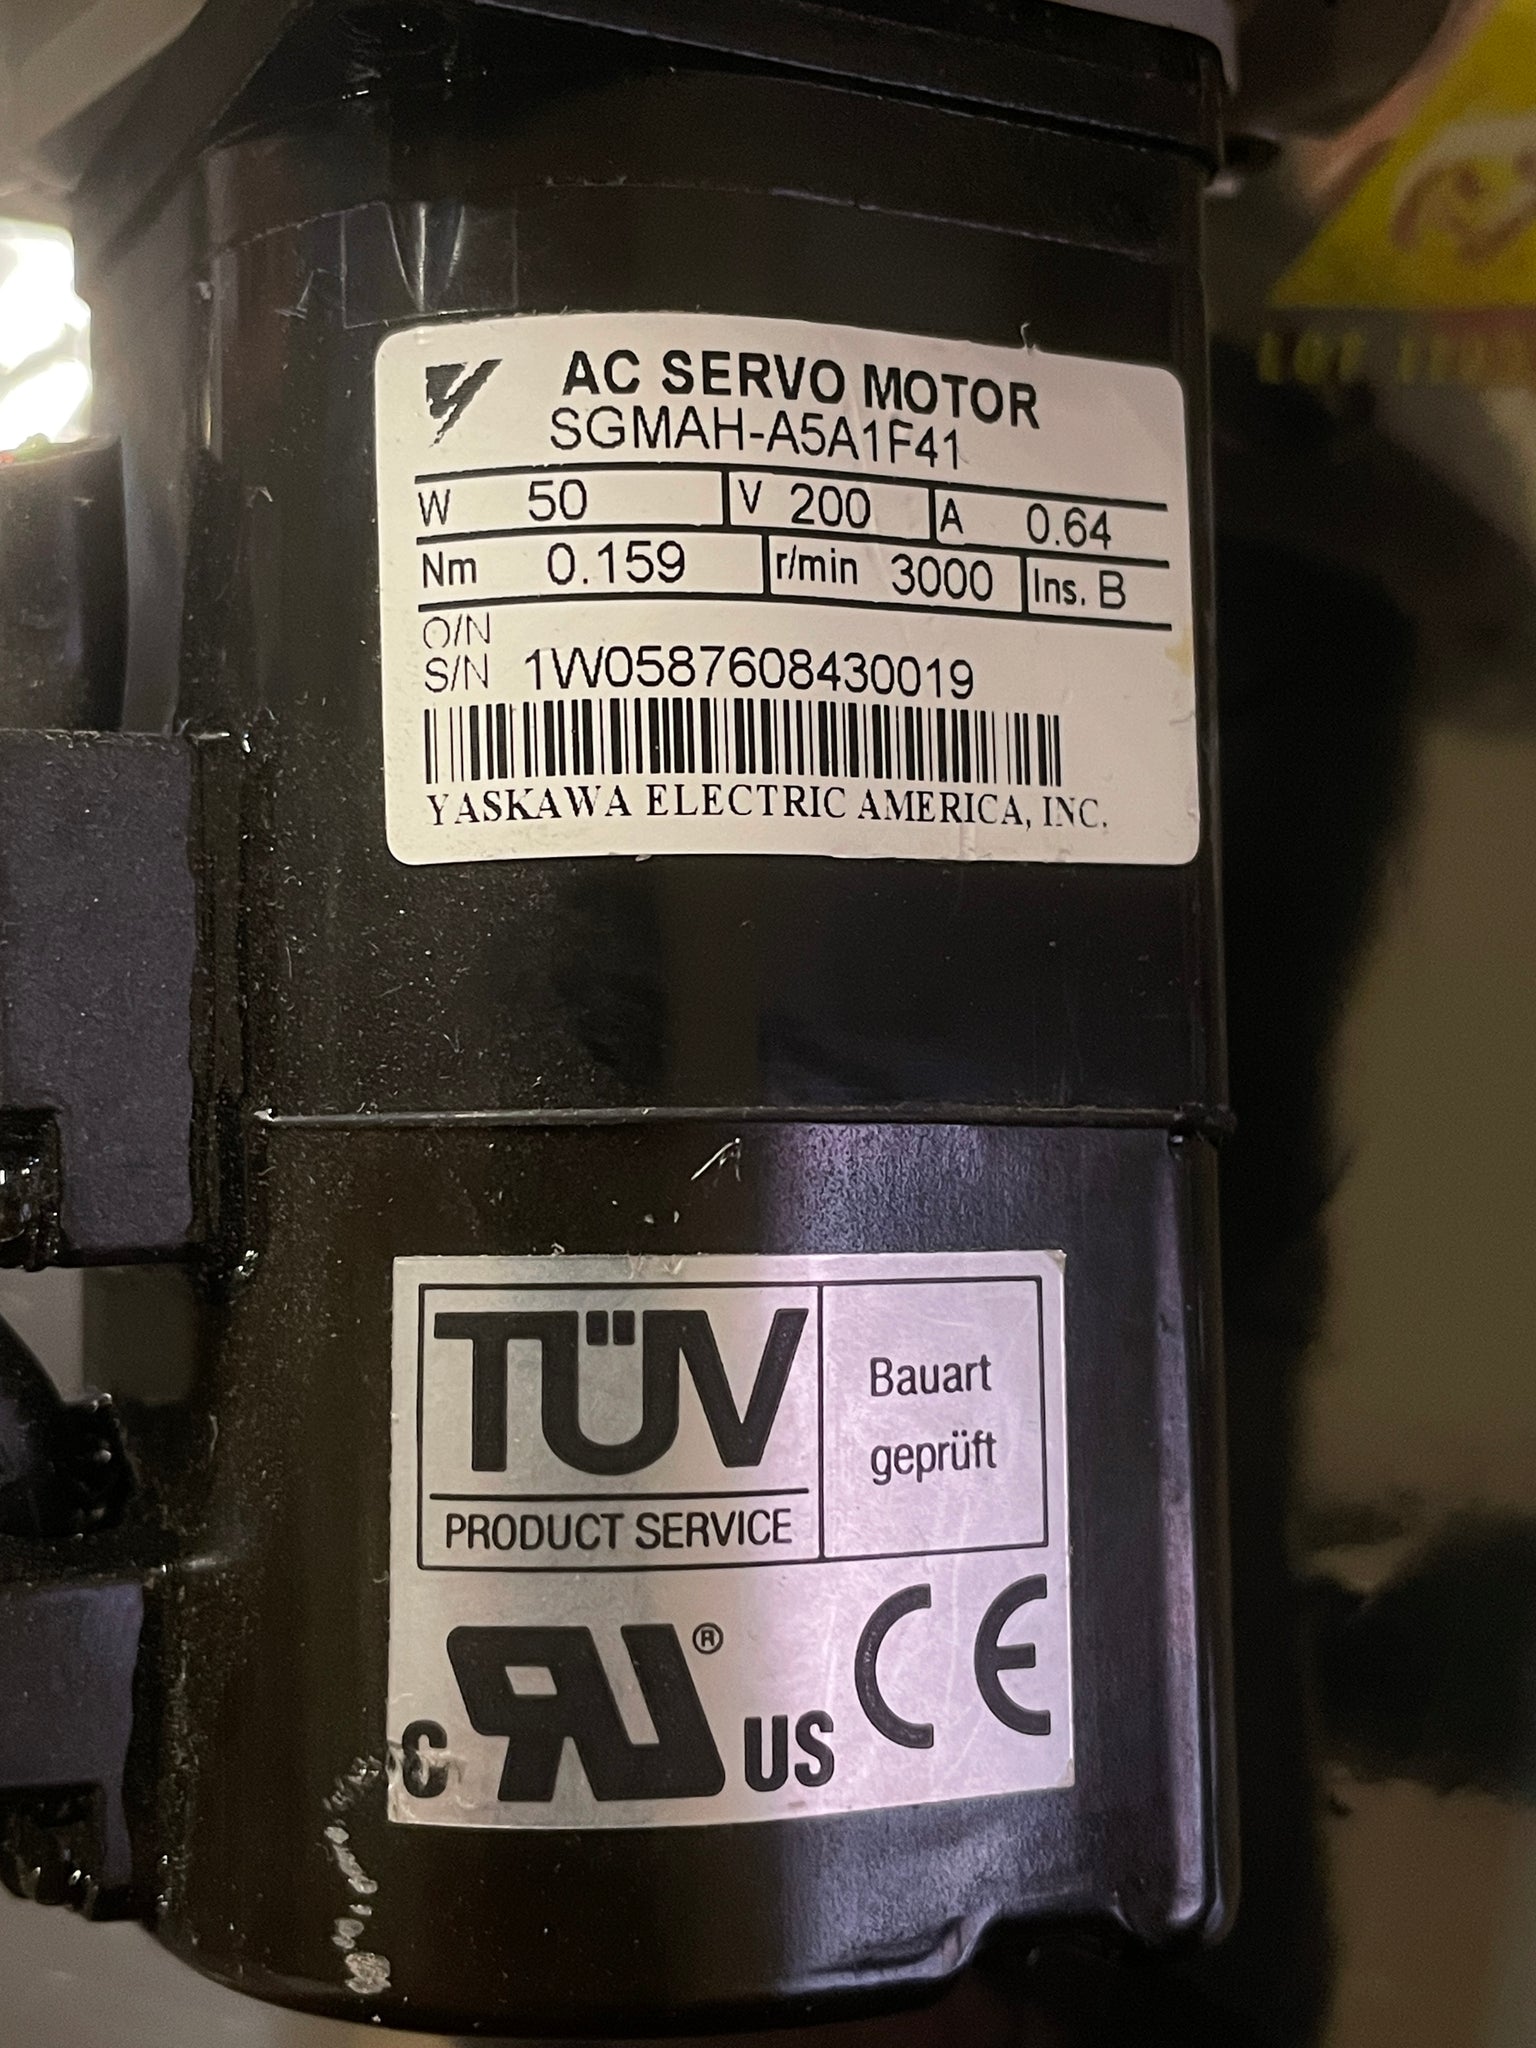 AC SERVO MOTOR
SGMAH-A5A1F41
W 50 V 200 A 0.64
Nm 0.159 r/min 3000 Ins. B
O/N
S/N 1W0587608430019
YASKAWA ELECTRIC AMERICA, INC.
TÜV
PRODUCT SERVICE
Bauart
geprüft
C RU® US CE